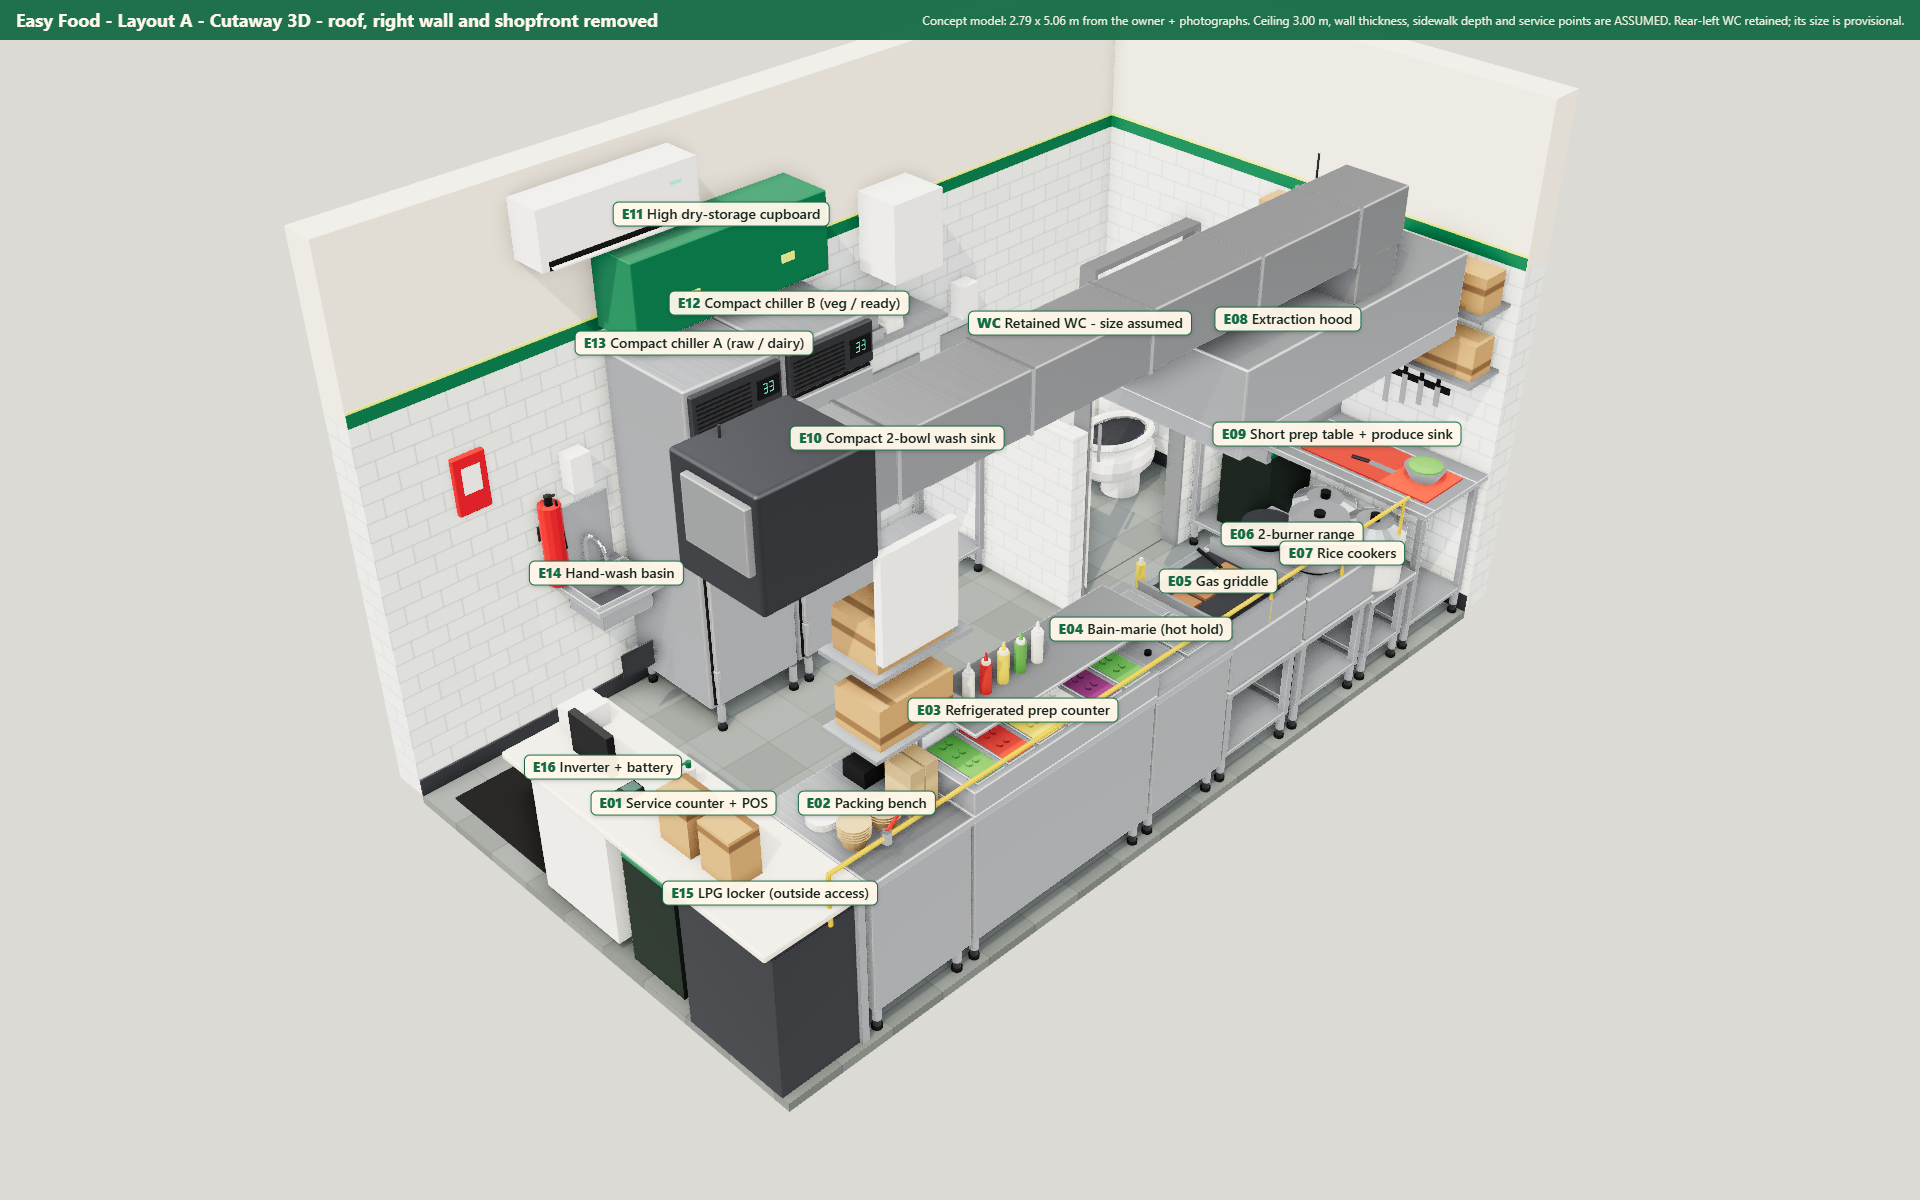 Easy Food - Layout A - Cutaway 3D - roof, right wall and shopfront removed
Concept model: 2.79 x 5.06 m from the owner + photographs. Ceiling 3.00 m, wall thickness, sidewalk depth and service points are ASSUMED. Rear-left WC retained; its size is provisional.
E11 High dry-storage cupboard
E12 Compact chiller B (veg / ready)
WC Retained WC - size assumed
E08 Extraction hood
E13 Compact chiller A (raw / dairy)
33
33
E10 Compact 2-bowl wash sink
E09 Short prep table + produce sink
E06 2-burner range
E07 Rice cookers
E14 Hand-wash basin
E05 Gas griddle
E04 Bain-marie (hot hold)
E03 Refrigerated prep counter
E16 Inverter + battery
E01 Service counter + POS
E02 Packing bench
E15 LPG locker (outside access)